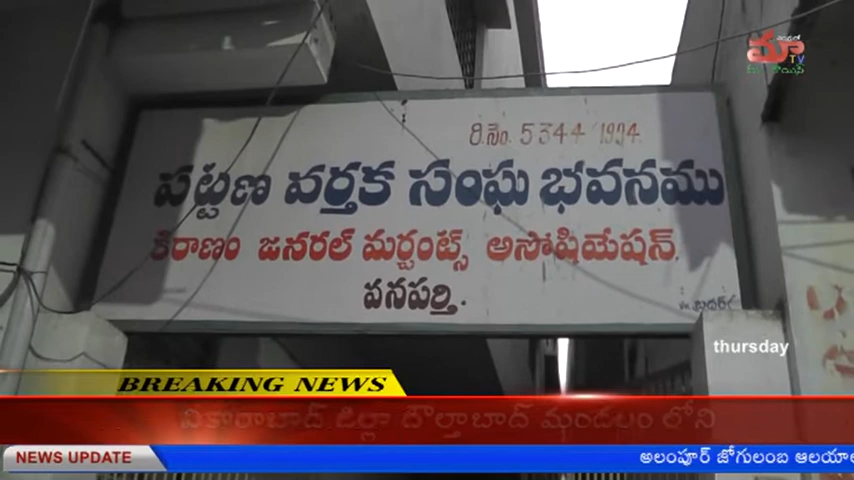 మా
TV
రి.నెం. 5344/1994.
పట్టణ వర్తక సంఘ భవనము
కిరాణం జనరల్ మర్చంట్స్ అసోషియేషన్.
వనపర్తి.
thursday
BREAKING NEWS
వికారాబాద్ జిల్లా దౌల్తాబాద్ మండలం లోని
NEWS UPDATE
అలంపూర్ జోగులంబ ఆలయా